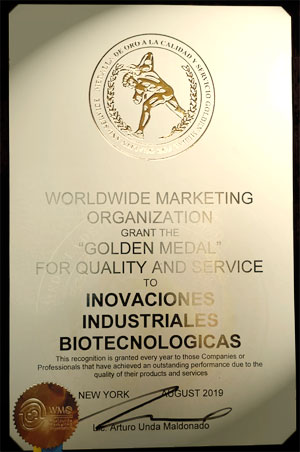 WORLDWIDE MARKETING
ORGANIZATION
GRANT THE
"GOLDEN MEDAL"
FOR QUALITY AND SERVICE
TO
INOVACIONES
INDUSTRIALES
BIOTECNOLOGICAS
This recognition is granted every year to those Companies or
Professionals that have achieved an outstanding performance due to the
quality of their products and services
NEW YORK AUGUST 2019
Lic. Arturo Unda Maldonado